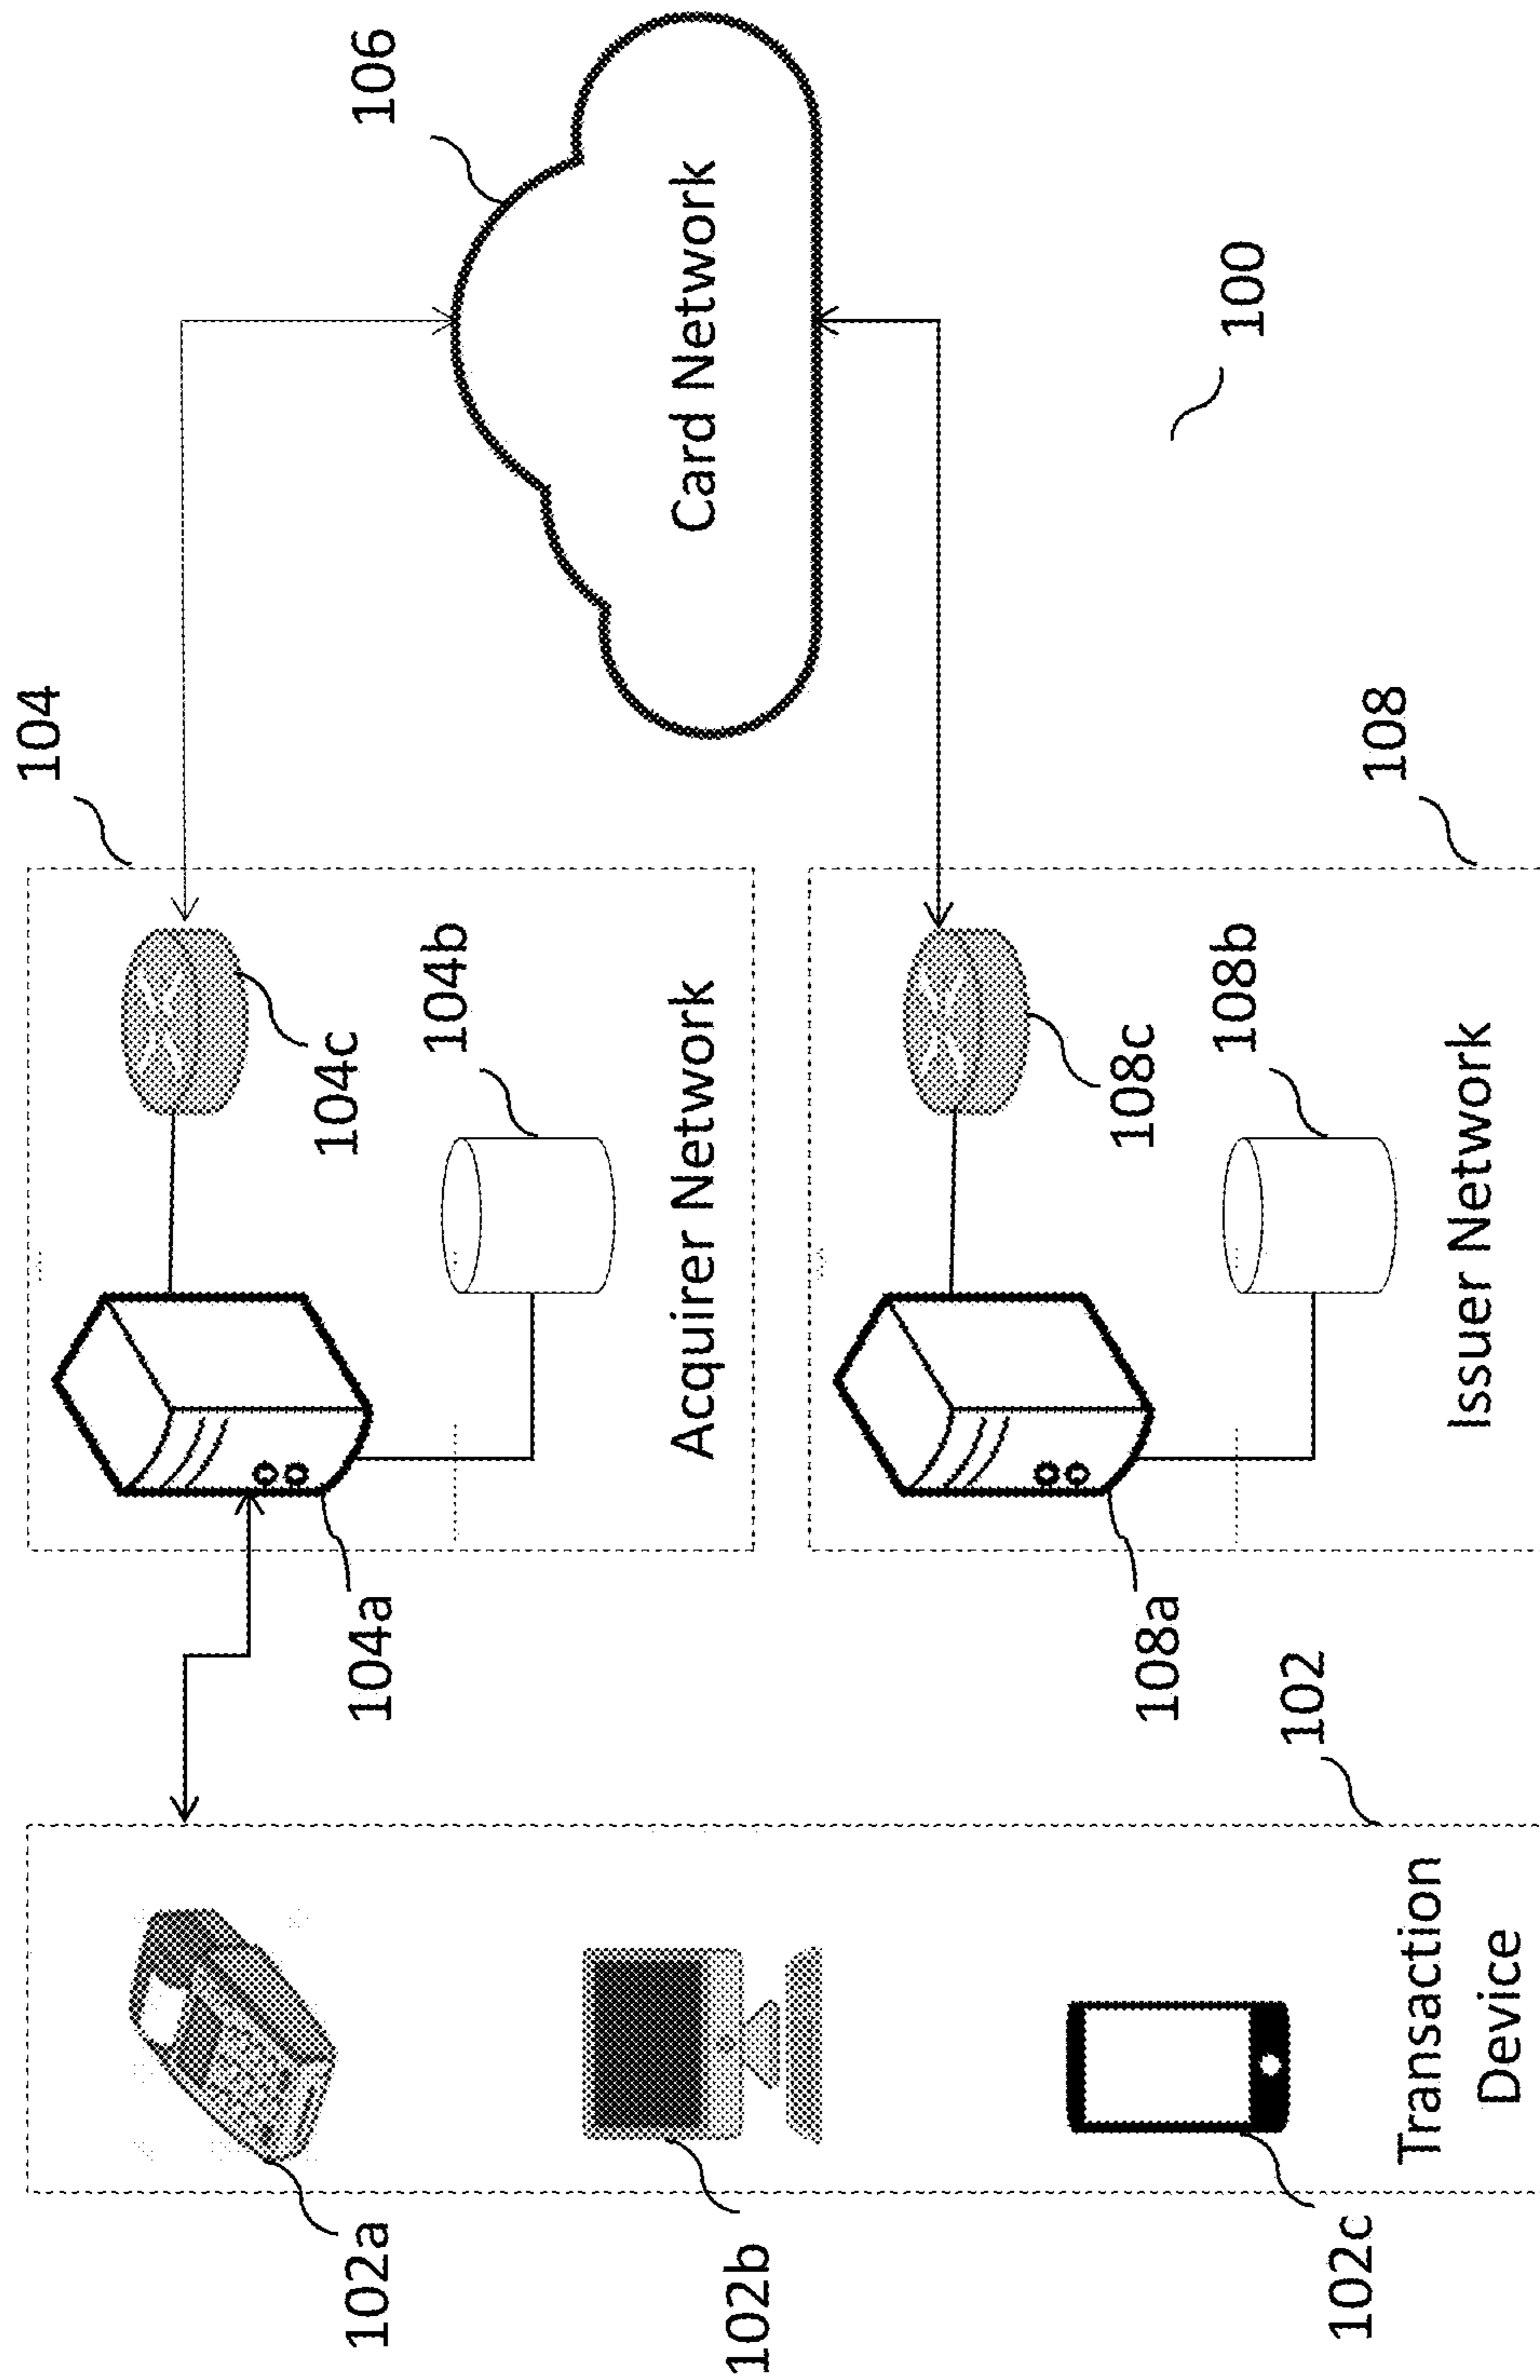 102a
102b
102c
Transaction
Device
102
104a
104c
104b
Acquirer Network
104
108a
108c
108b
Issuer Network
108
106
Card Network
100